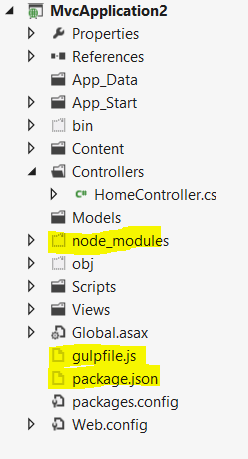 MvcApplication2
Properties
References
App_Data
App_Start
bin
Content
Controllers
HomeController.cs
Models
node_modules
obj
Scripts
Views
Global.asax
gulpfile.js
package.json
packages.config
Web.config